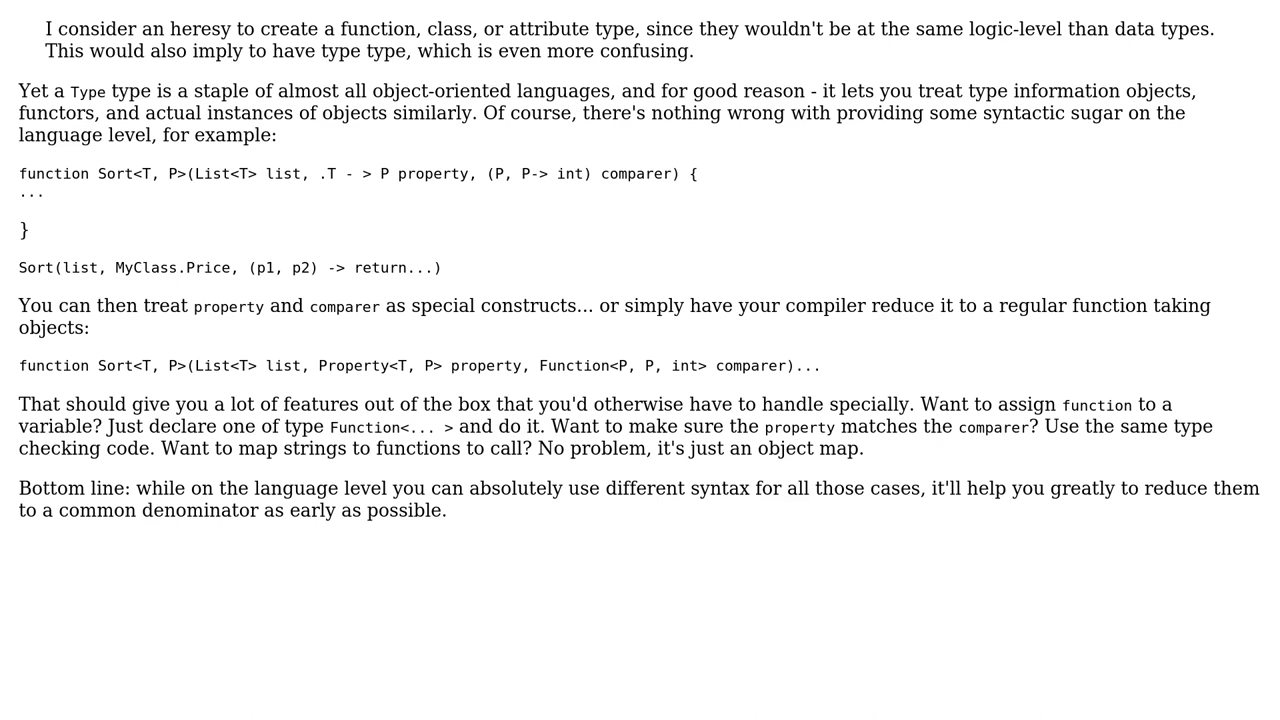 I consider an heresy to create a function, class, or attribute type, since they wouldn't be at the same logic-level than data types.
This would also imply to have type type, which is even more confusing.
Yet a Type type is a staple of almost all object-oriented languages, and for good reason - it lets you treat type information objects,
functors, and actual instances of objects similarly. Of course, there's nothing wrong with providing some syntactic sugar on the
language level, for example:
function Sort<T, P>(List<T> list, .T - > P property, (P, P-> int) comparer) {
...
}
Sort(list, MyClass.Price, (p1, p2) -> return...)
You can then treat property and comparer as special constructs... or simply have your compiler reduce it to a regular function taking
objects:
function Sort<T, P>(List<T> list, Property<T, P> property, Function<P, P, int> comparer)...
That should give you a lot of features out of the box that you'd otherwise have to handle specially. Want to assign function to a
variable? Just declare one of type Function<... > and do it. Want to make sure the property matches the comparer? Use the same type
checking code. Want to map strings to functions to call? No problem, it's just an object map.
Bottom line: while on the language level you can absolutely use different syntax for all those cases, it'll help you greatly to reduce them
to a common denominator as early as possible.